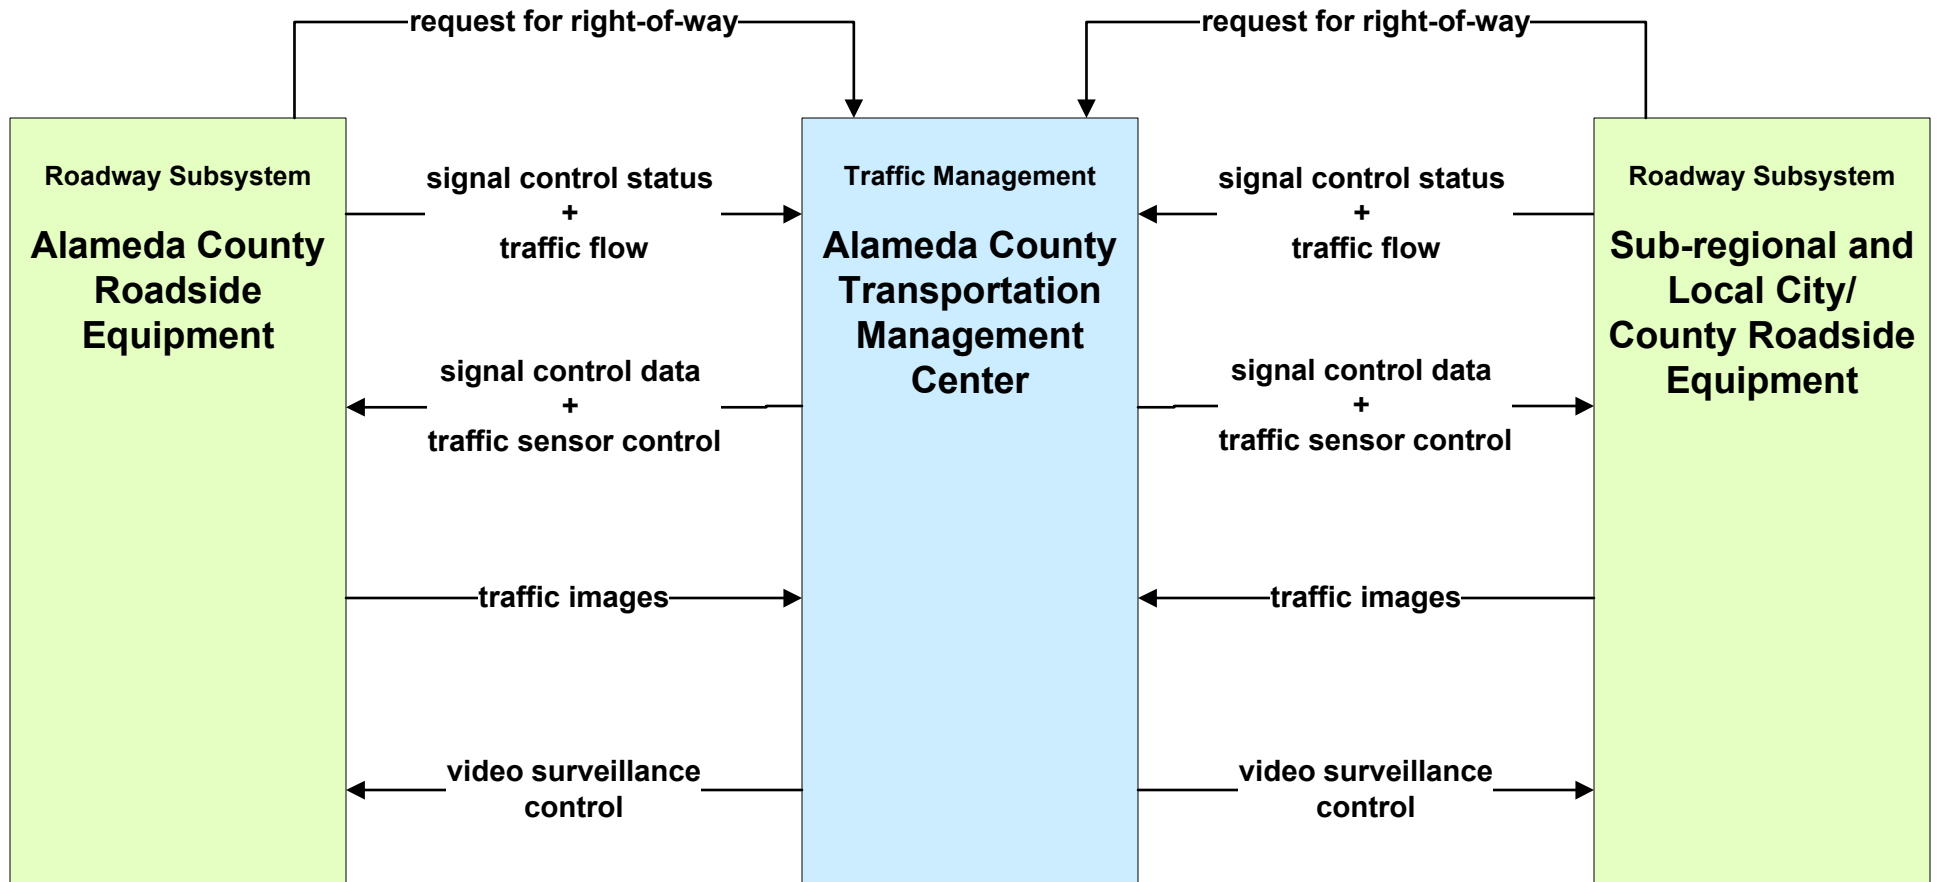 request for right-of-way
request for right-of-way
Roadway Subsystem
Alameda County
Roadside
Equipment
signal control status
+
traffic flow
signal control data
+
traffic sensor control
traffic images
video surveillance
control
Traffic Management
Alameda County
Transportation
Management
Center
signal control status
+
traffic flow
signal control data
+
traffic sensor control
traffic images
video surveillance
control
Roadway Subsystem
Sub-regional and
Local City/
County Roadside
Equipment